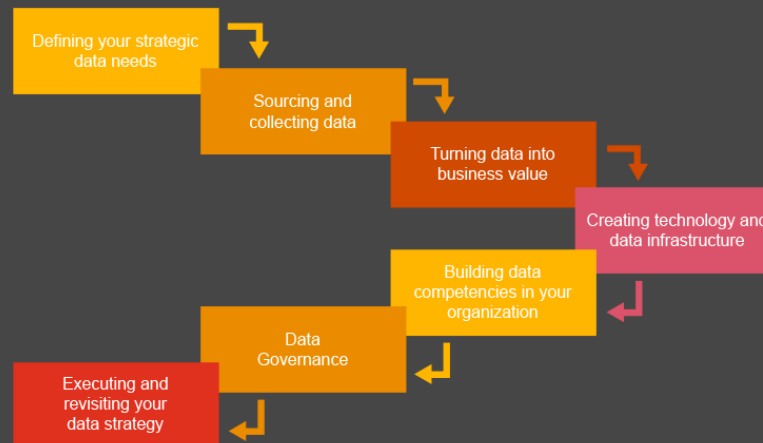 Defining your strategic
data needs
Sourcing and
collecting data
Turning data into
business value
Creating technology and
data infrastructure
Building data
competencies in your
organization
Data
Governance
Executing and
revisiting your
data strategy